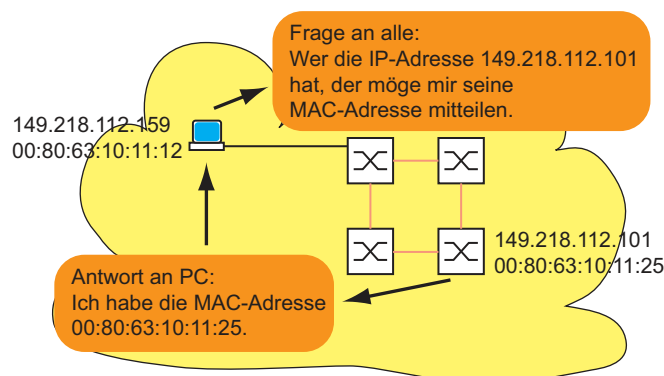 Frage an alle:
Wer die IP-Adresse 149.218.112.101
hat, der möge mir seine
MAC-Adresse mitteilen.
149.218.112.159
00:80:63:10:11:12
149.218.112.101
00:80:63:10:11:25
Antwort an PC:
Ich habe die MAC-Adresse
00:80:63:10:11:25.